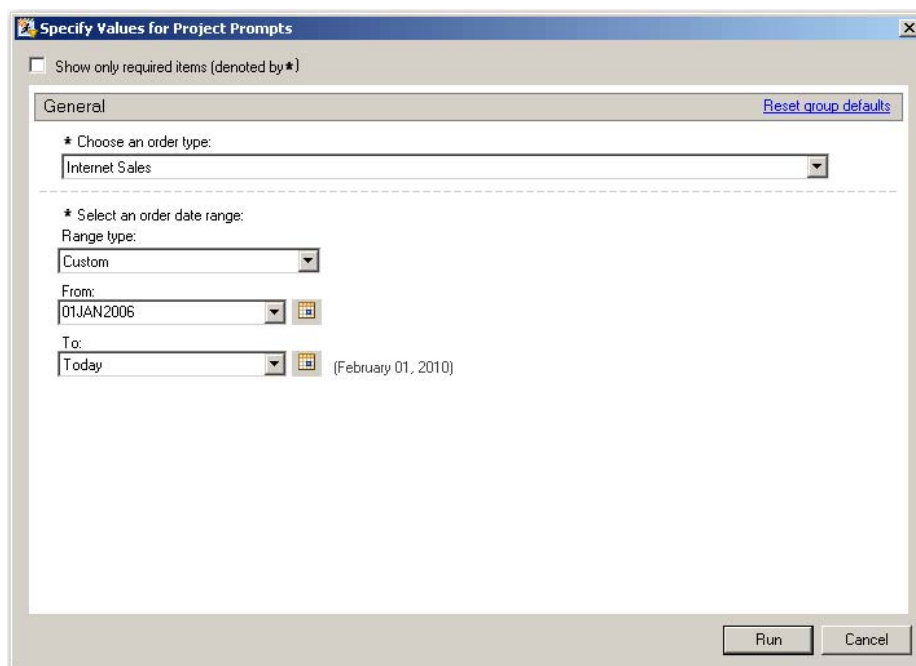 Specify Values for Project Prompts
Show only required items (denoted by*)
General Reset group defaults
* Choose an order type:
Internet Sales
* Select an order date range:
Range type:
Custom
From:
01JAN2006
To:
Today (February 01, 2010)
Run Cancel